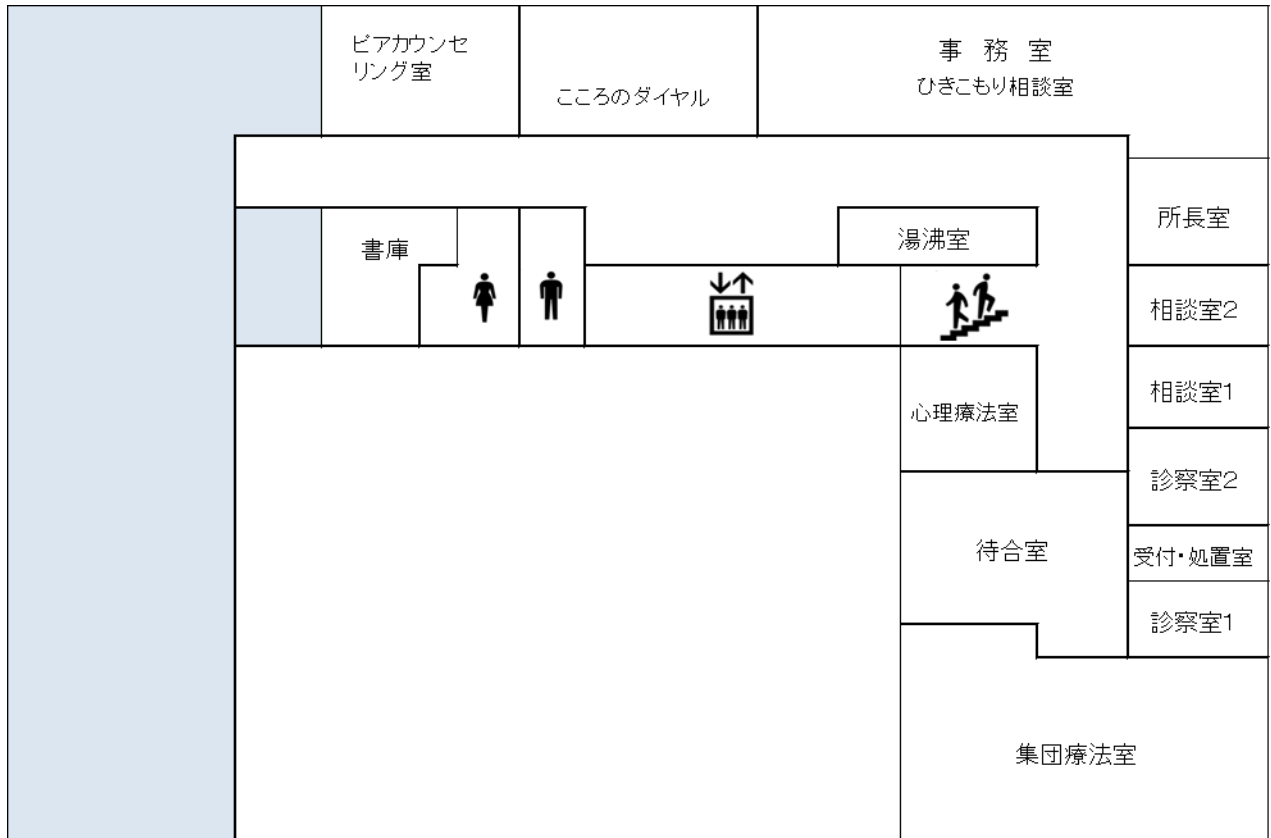 ピアカウンセ
リング室
こころのダイヤル
事 務 室
ひきこもり相談室
所長室
書庫
湯沸室
相談室2
相談室1
心理療法室
診察室2
待合室
受付・処置室
診察室1
集団療法室